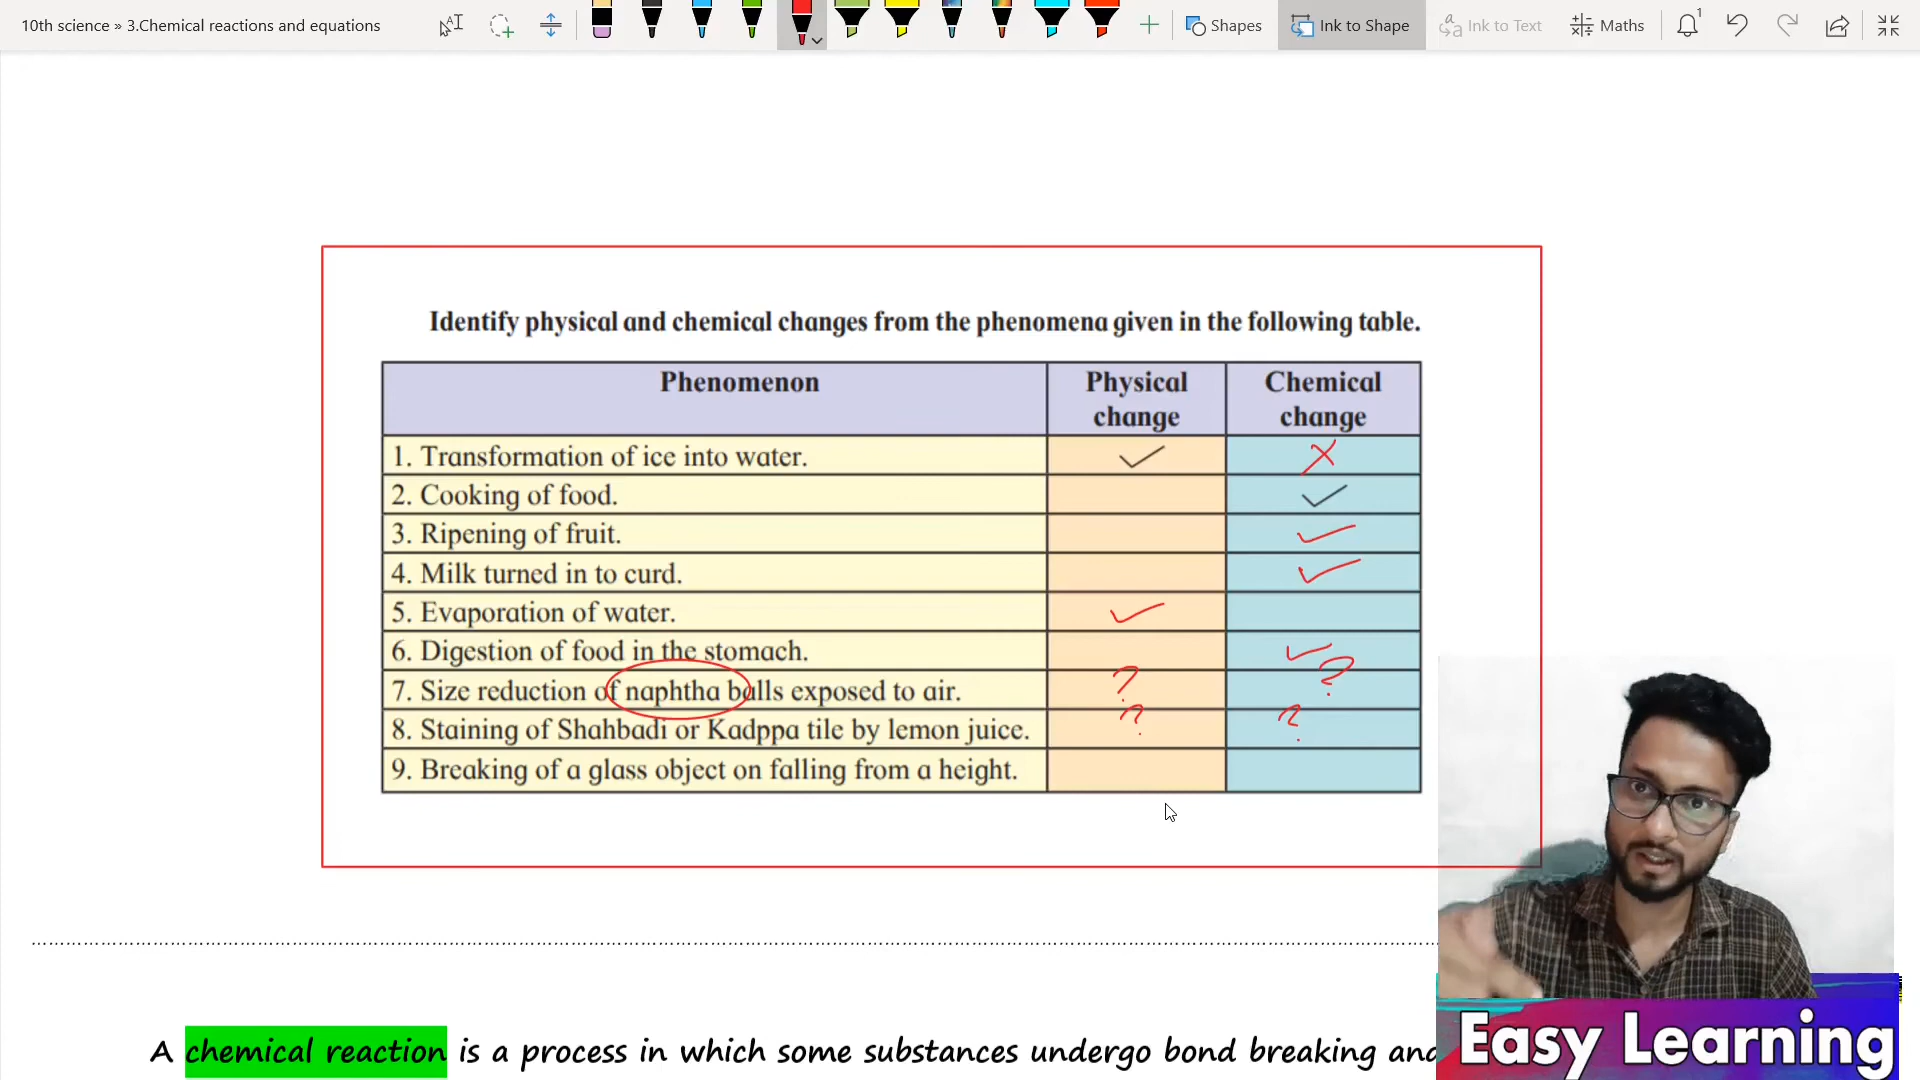 10th science » 3.Chemical reactions and equations
Shapes
Ink to Shape
Ink to Text
Maths
1
Identify physical and chemical changes from the phenomena given in the following table.
Phenomenon
Physical change
Chemical change
1. Transformation of ice into water.
✓
X
2. Cooking of food.
✓
3. Ripening of fruit.
✓
4. Milk turned in to curd.
✓
5. Evaporation of water.
✓
6. Digestion of food in the stomach.
✓
7. Size reduction of naphtha balls exposed to air.
?
?
8. Staining of Shahbadi or Kadppa tile by lemon juice.
?
?
9. Breaking of a glass object on falling from a height.
A chemical reaction is a process in which some substances undergo bond breaking and
Easy Learning